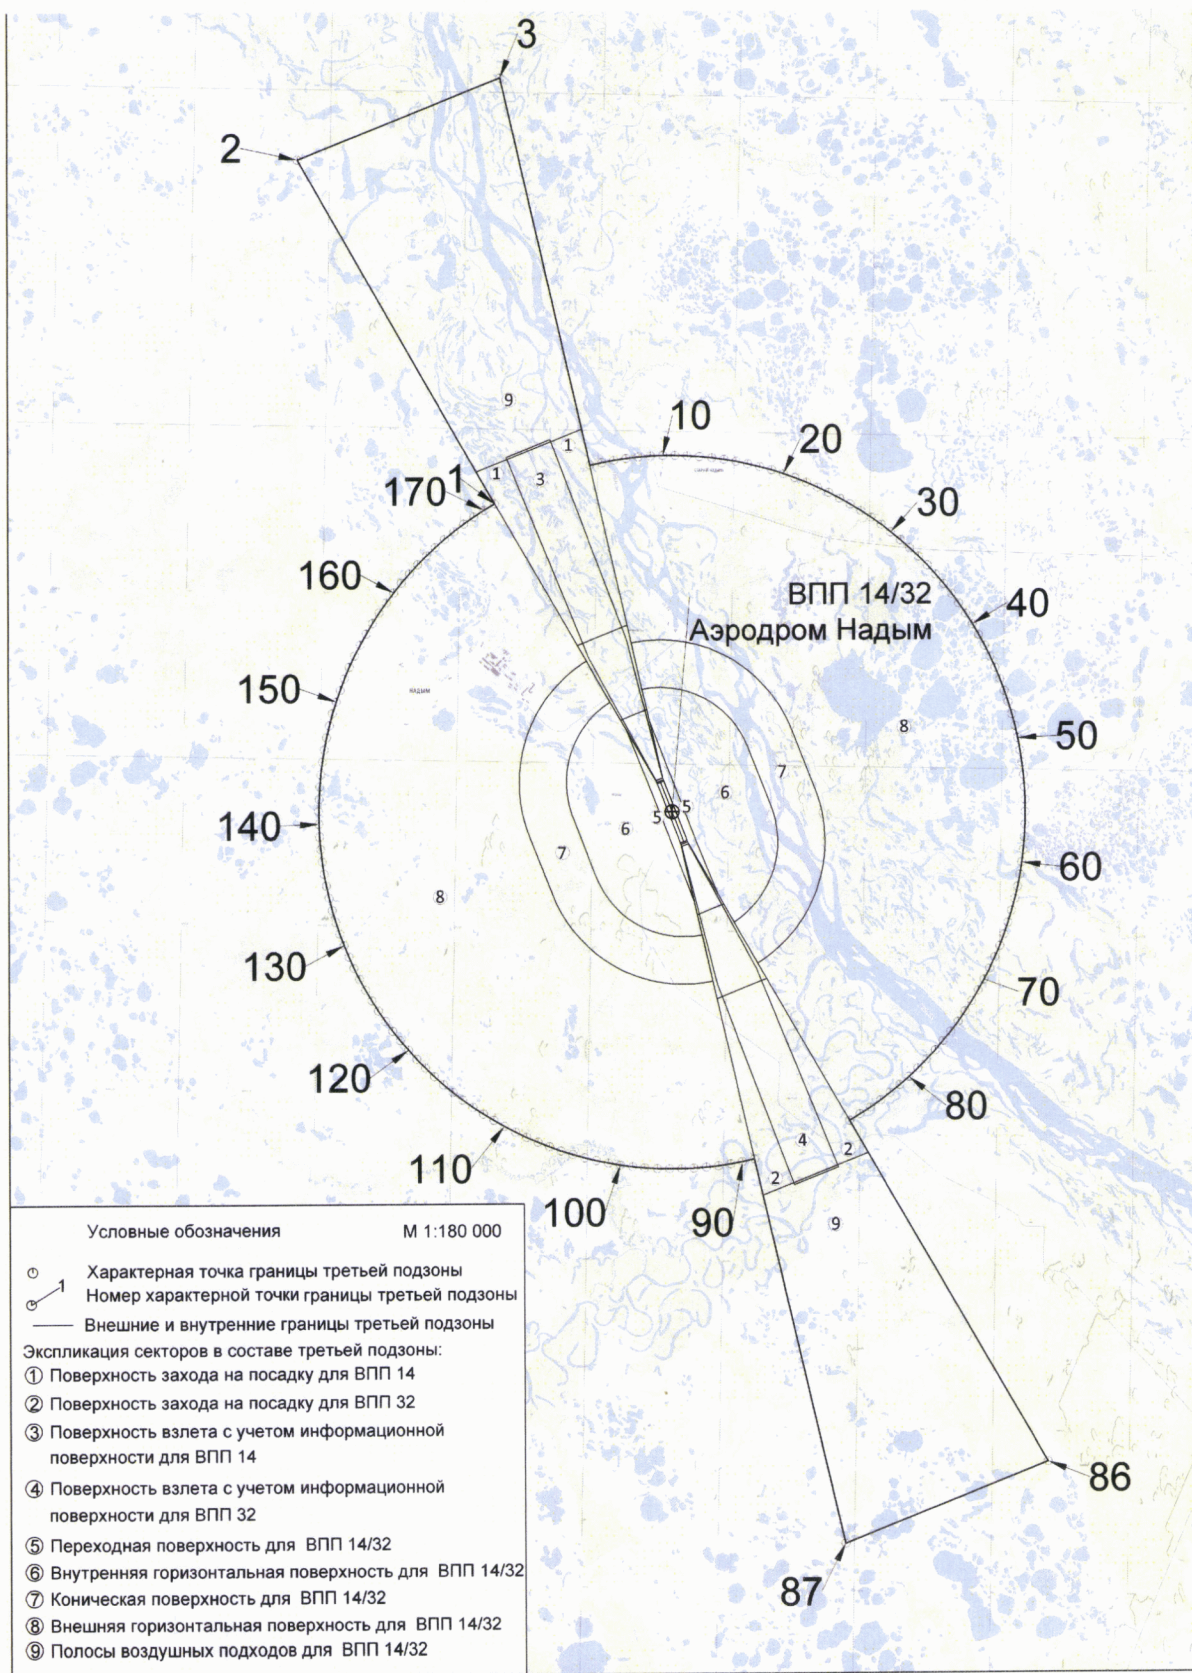 3
2
9
1
1
3
10
20
170
1
30
160
ВПП 14/32
Аэродром Надым
40
150
НАДЫМ
8
50
7
6
5
5
6
140
7
60
8
130
70
120
80
4
2
110
2
100
90
9
86
87
Условные обозначения М 1:180 000
Характерная точка границы третьей подзоны
1 Номер характерной точки границы третьей подзоны
Внешние и внутренние границы третьей подзоны
Экспликация секторов в составе третьей подзоны:
① Поверхность захода на посадку для ВПП 14
② Поверхность захода на посадку для ВПП 32
③ Поверхность взлета с учетом информационной
поверхности для ВПП 14
④ Поверхность взлета с учетом информационной
поверхности для ВПП 32
⑤ Переходная поверхность для ВПП 14/32
⑥ Внутренняя горизонтальная поверхность для ВПП 14/32
⑦ Коническая поверхность для ВПП 14/32
⑧ Внешняя горизонтальная поверхность для ВПП 14/32
⑨ Полосы воздушных подходов для ВПП 14/32